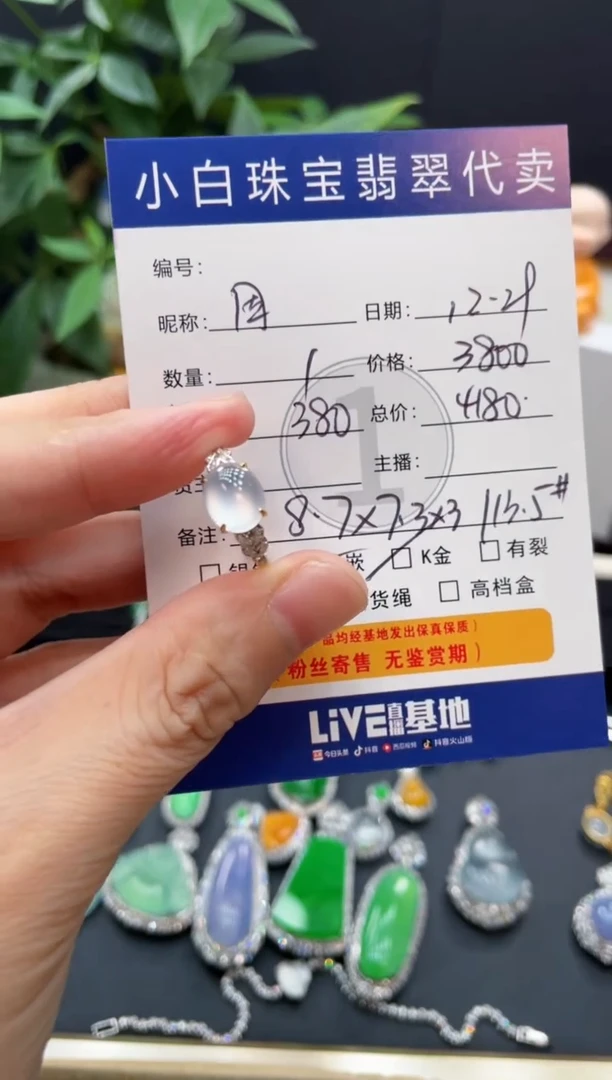 小白珠宝翡翠代卖
编号:
昵称: 周 日期: 12-29
数量: 1 价格: 3800
380 总价: 4180
主播:
备注: 8.7×7.3×3 / 13.5#
嵌 □ K金 □ 有裂
货绳 □ 高档盒
品均经基地发出保真保质)
粉丝寄售 无鉴赏期)
LiVE直播基地
今日头条 抖音 西瓜视频 抖音火山版